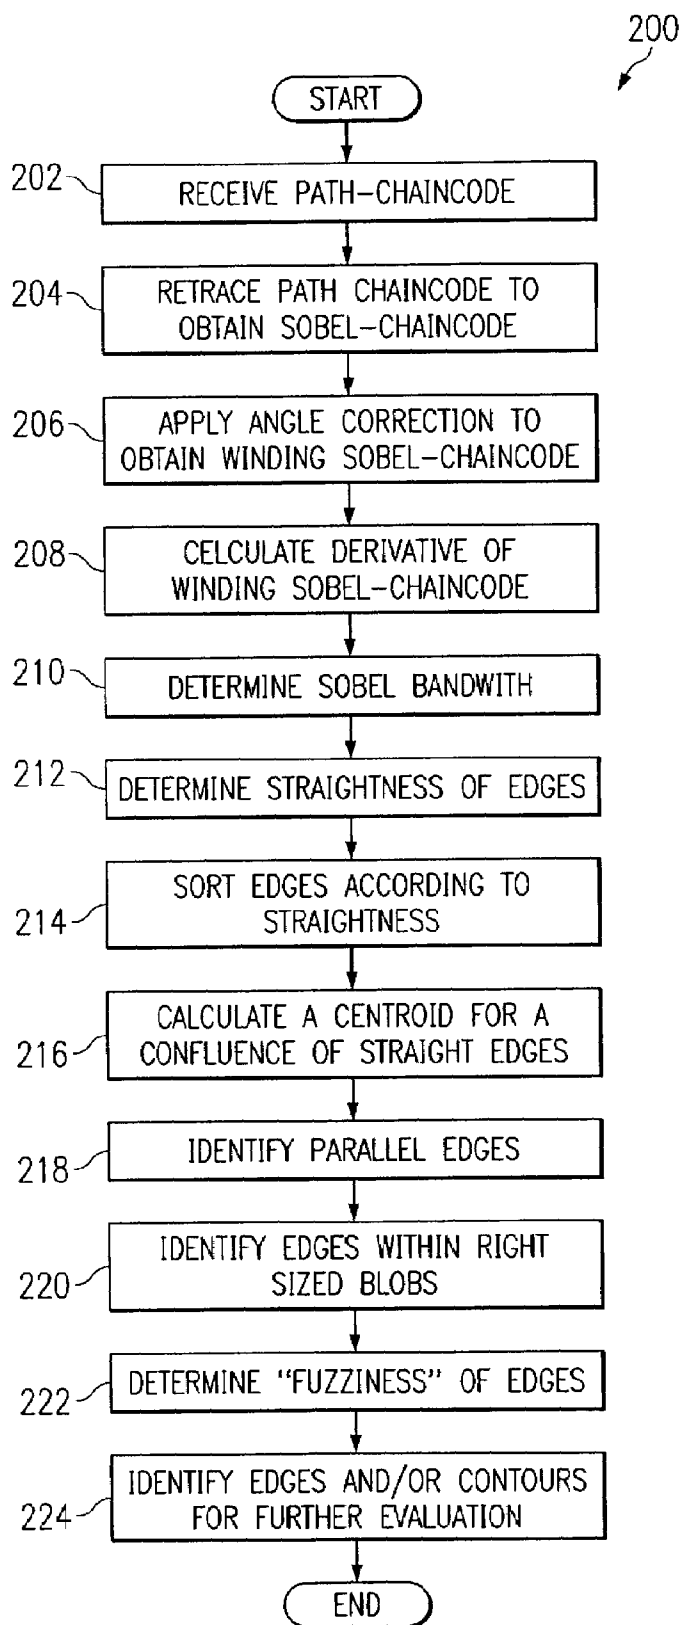 200
START
202
RECEIVE PATH-CHAINCODE
204
RETRACE PATH CHAINCODE TO
OBTAIN SOBEL-CHAINCODE
206
APPLY ANGLE CORRECTION TO
OBTAIN WINDING SOBEL-CHAINCODE
208
CELCULATE DERIVATIVE OF
WINDING SOBEL-CHAINCODE
210
DETERMINE SOBEL BANDWITH
212
DETERMINE STRAIGHTNESS OF EDGES
214
SORT EDGES ACCORDING TO
STRAIGHTNESS
216
CALCULATE A CENTROID FOR A
CONFLUENCE OF STRAIGHT EDGES
218
IDENTIFY PARALLEL EDGES
220
IDENTIFY EDGES WITHIN RIGHT
SIZED BLOBS
222
DETERMINE "FUZZINESS" OF EDGES
224
IDENTIFY EDGES AND/OR CONTOURS
FOR FURTHER EVALUATION
END